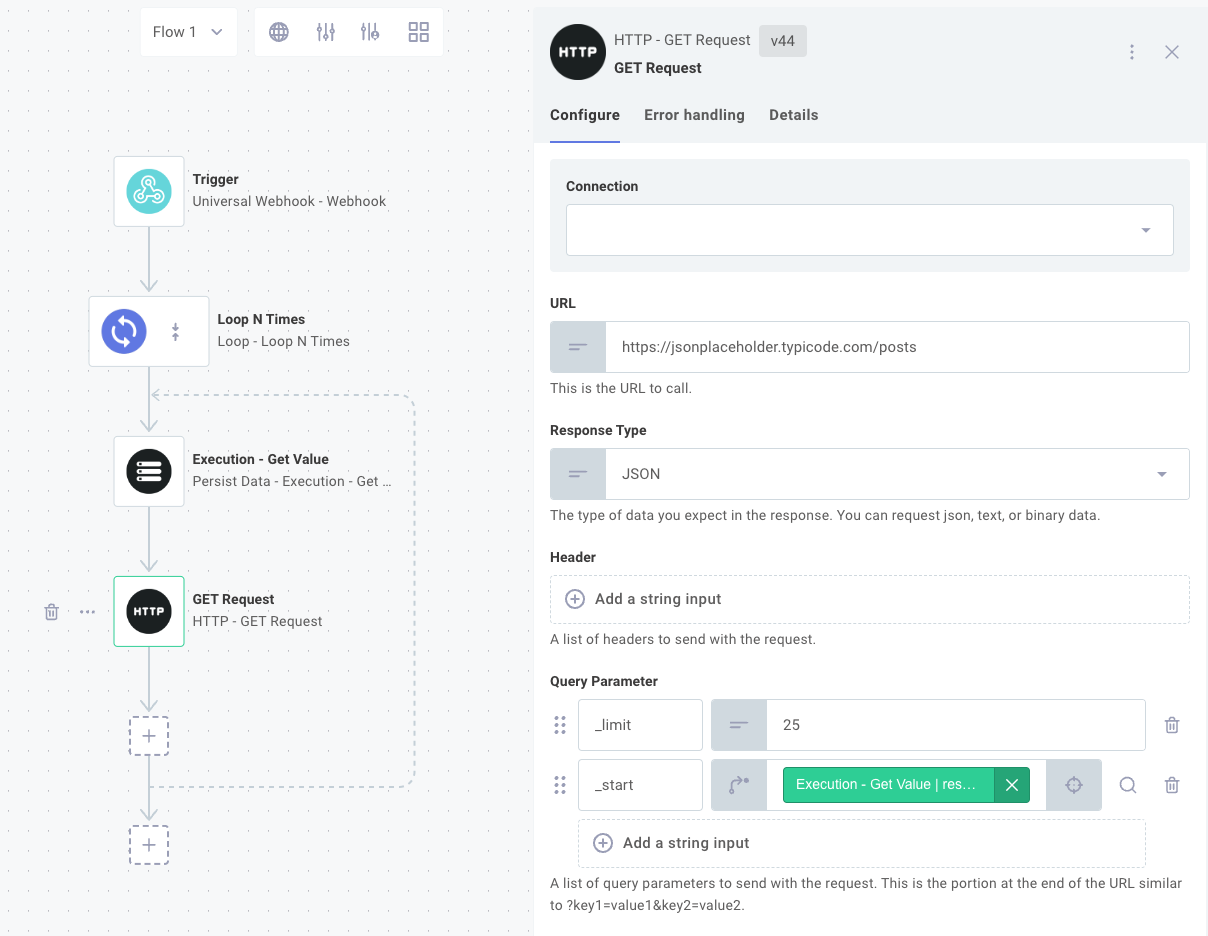 Flow 1
Trigger
Universal Webhook - Webhook
Loop N Times
Loop - Loop N Times
Execution - Get Value
Persist Data - Execution - Get ...
HTTP
GET Request
HTTP - GET Request
HTTP
HTTP - GET Request v44
GET Request
Configure Error handling Details
Connection
URL
https://jsonplaceholder.typicode.com/posts
This is the URL to call.
Response Type
JSON
The type of data you expect in the response. You can request json, text, or binary data.
Header
Add a string input
A list of headers to send with the request.
Query Parameter
_limit 25
_start Execution - Get Value | res...
Add a string input
A list of query parameters to send with the request. This is the portion at the end of the URL similar
to ?key1=value1&key2=value2.